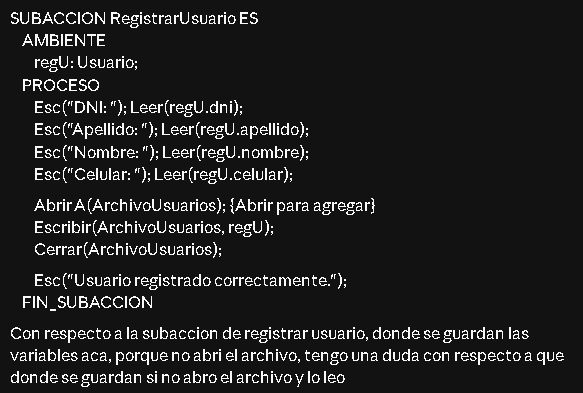 SUBACCION RegistrarUsuario ES
AMBIENTE
regU: Usuario;
PROCESO
Esc("DNI: "); Leer(regU.dni);
Esc("Apellido: "); Leer(regU.apellido);
Esc("Nombre: "); Leer(regU.nombre);
Esc("Celular: "); Leer(regU.celular);
Abrir A(ArchivoUsuarios); {Abrir para agregar}
Escribir(ArchivoUsuarios, regU);
Cerrar(ArchivoUsuarios);
Esc("Usuario registrado correctamente.");
FIN_SUBACCION
Con respecto a la subaccion de registrar usuario, donde se guardan las
variables aca, porque no abri el archivo, tengo una duda con respecto a que
donde se guardan si no abro el archivo y lo leo